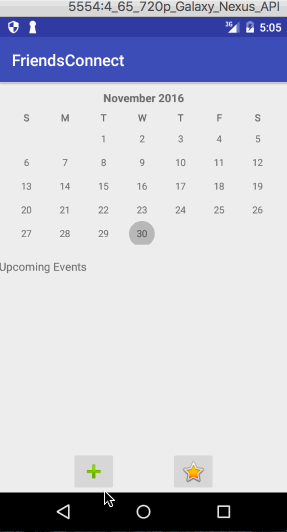 5554:4_65_720p_Galaxy_Nexus_API
3G 5:05
FriendsConnect
November 2016
S M T W T F S
1 2 3 4 5
6 7 8 9 10 11 12
13 14 15 16 17 18 19
20 21 22 23 24 25 26
27 28 29 30
Upcoming Events